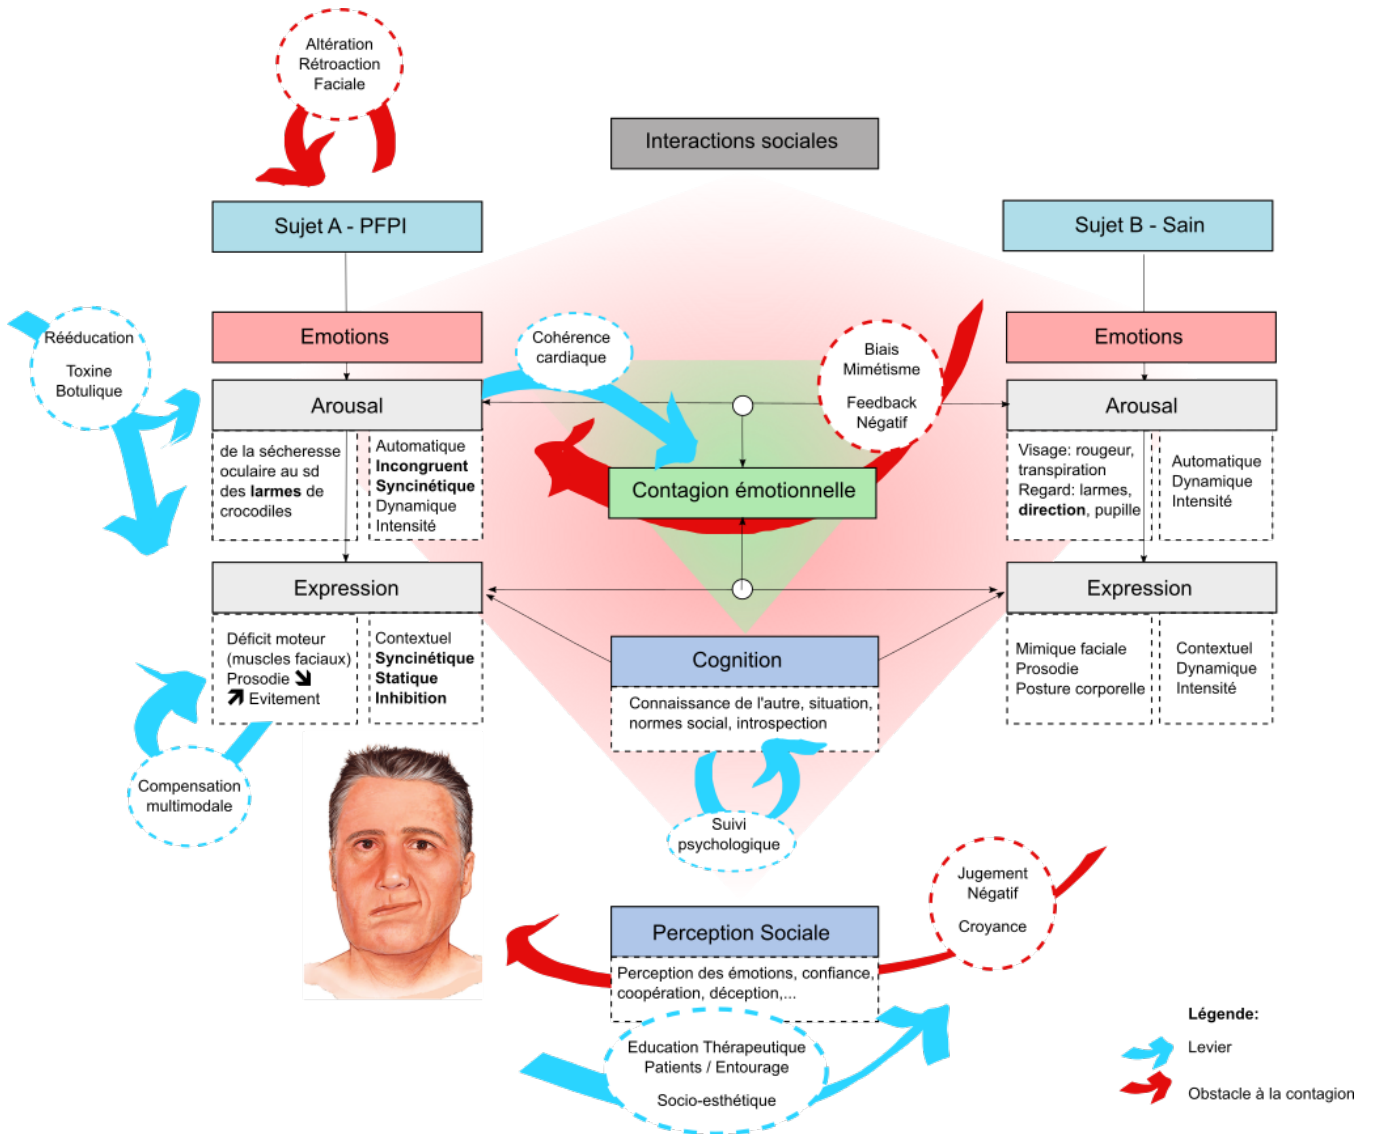 Altération
Rétroaction
Faciale
Interactions sociales
Sujet A - PFPI
Sujet B - Sain
Rééducation
Toxine
Botulique
Emotions
Cohérence
cardiaque
Biais
Mimétisme
Feedback
Négatif
Emotions
Arousal
Arousal
de la sécheresse
oculaire au sd
des larmes de
crocodiles
Automatique
Incongruent
Syncinétique
Dynamique
Intensité
Contagion émotionnelle
Visage: rougeur,
transpiration
Regard: larmes,
direction, pupille
Automatique
Dynamique
Intensité
Expression
Expression
Déficit moteur
(muscles faciaux)
Prosodie
Evitement
Contextuel
Syncinétique
Statique
Inhibition
Cognition
Connaissance de l'autre, situation,
normes social, introspection
Mimique faciale
Prosodie
Posture corporelle
Contextuel
Dynamique
Intensité
Compensation
multimodale
Suivi
psychologique
Jugement
Négatif
Croyance
Perception Sociale
Perception des émotions, confiance,
coopération, déception,...
Education Thérapeutique
Patients / Entourage
Socio-esthétique
Légende:
Levier
Obstacle à la contagion